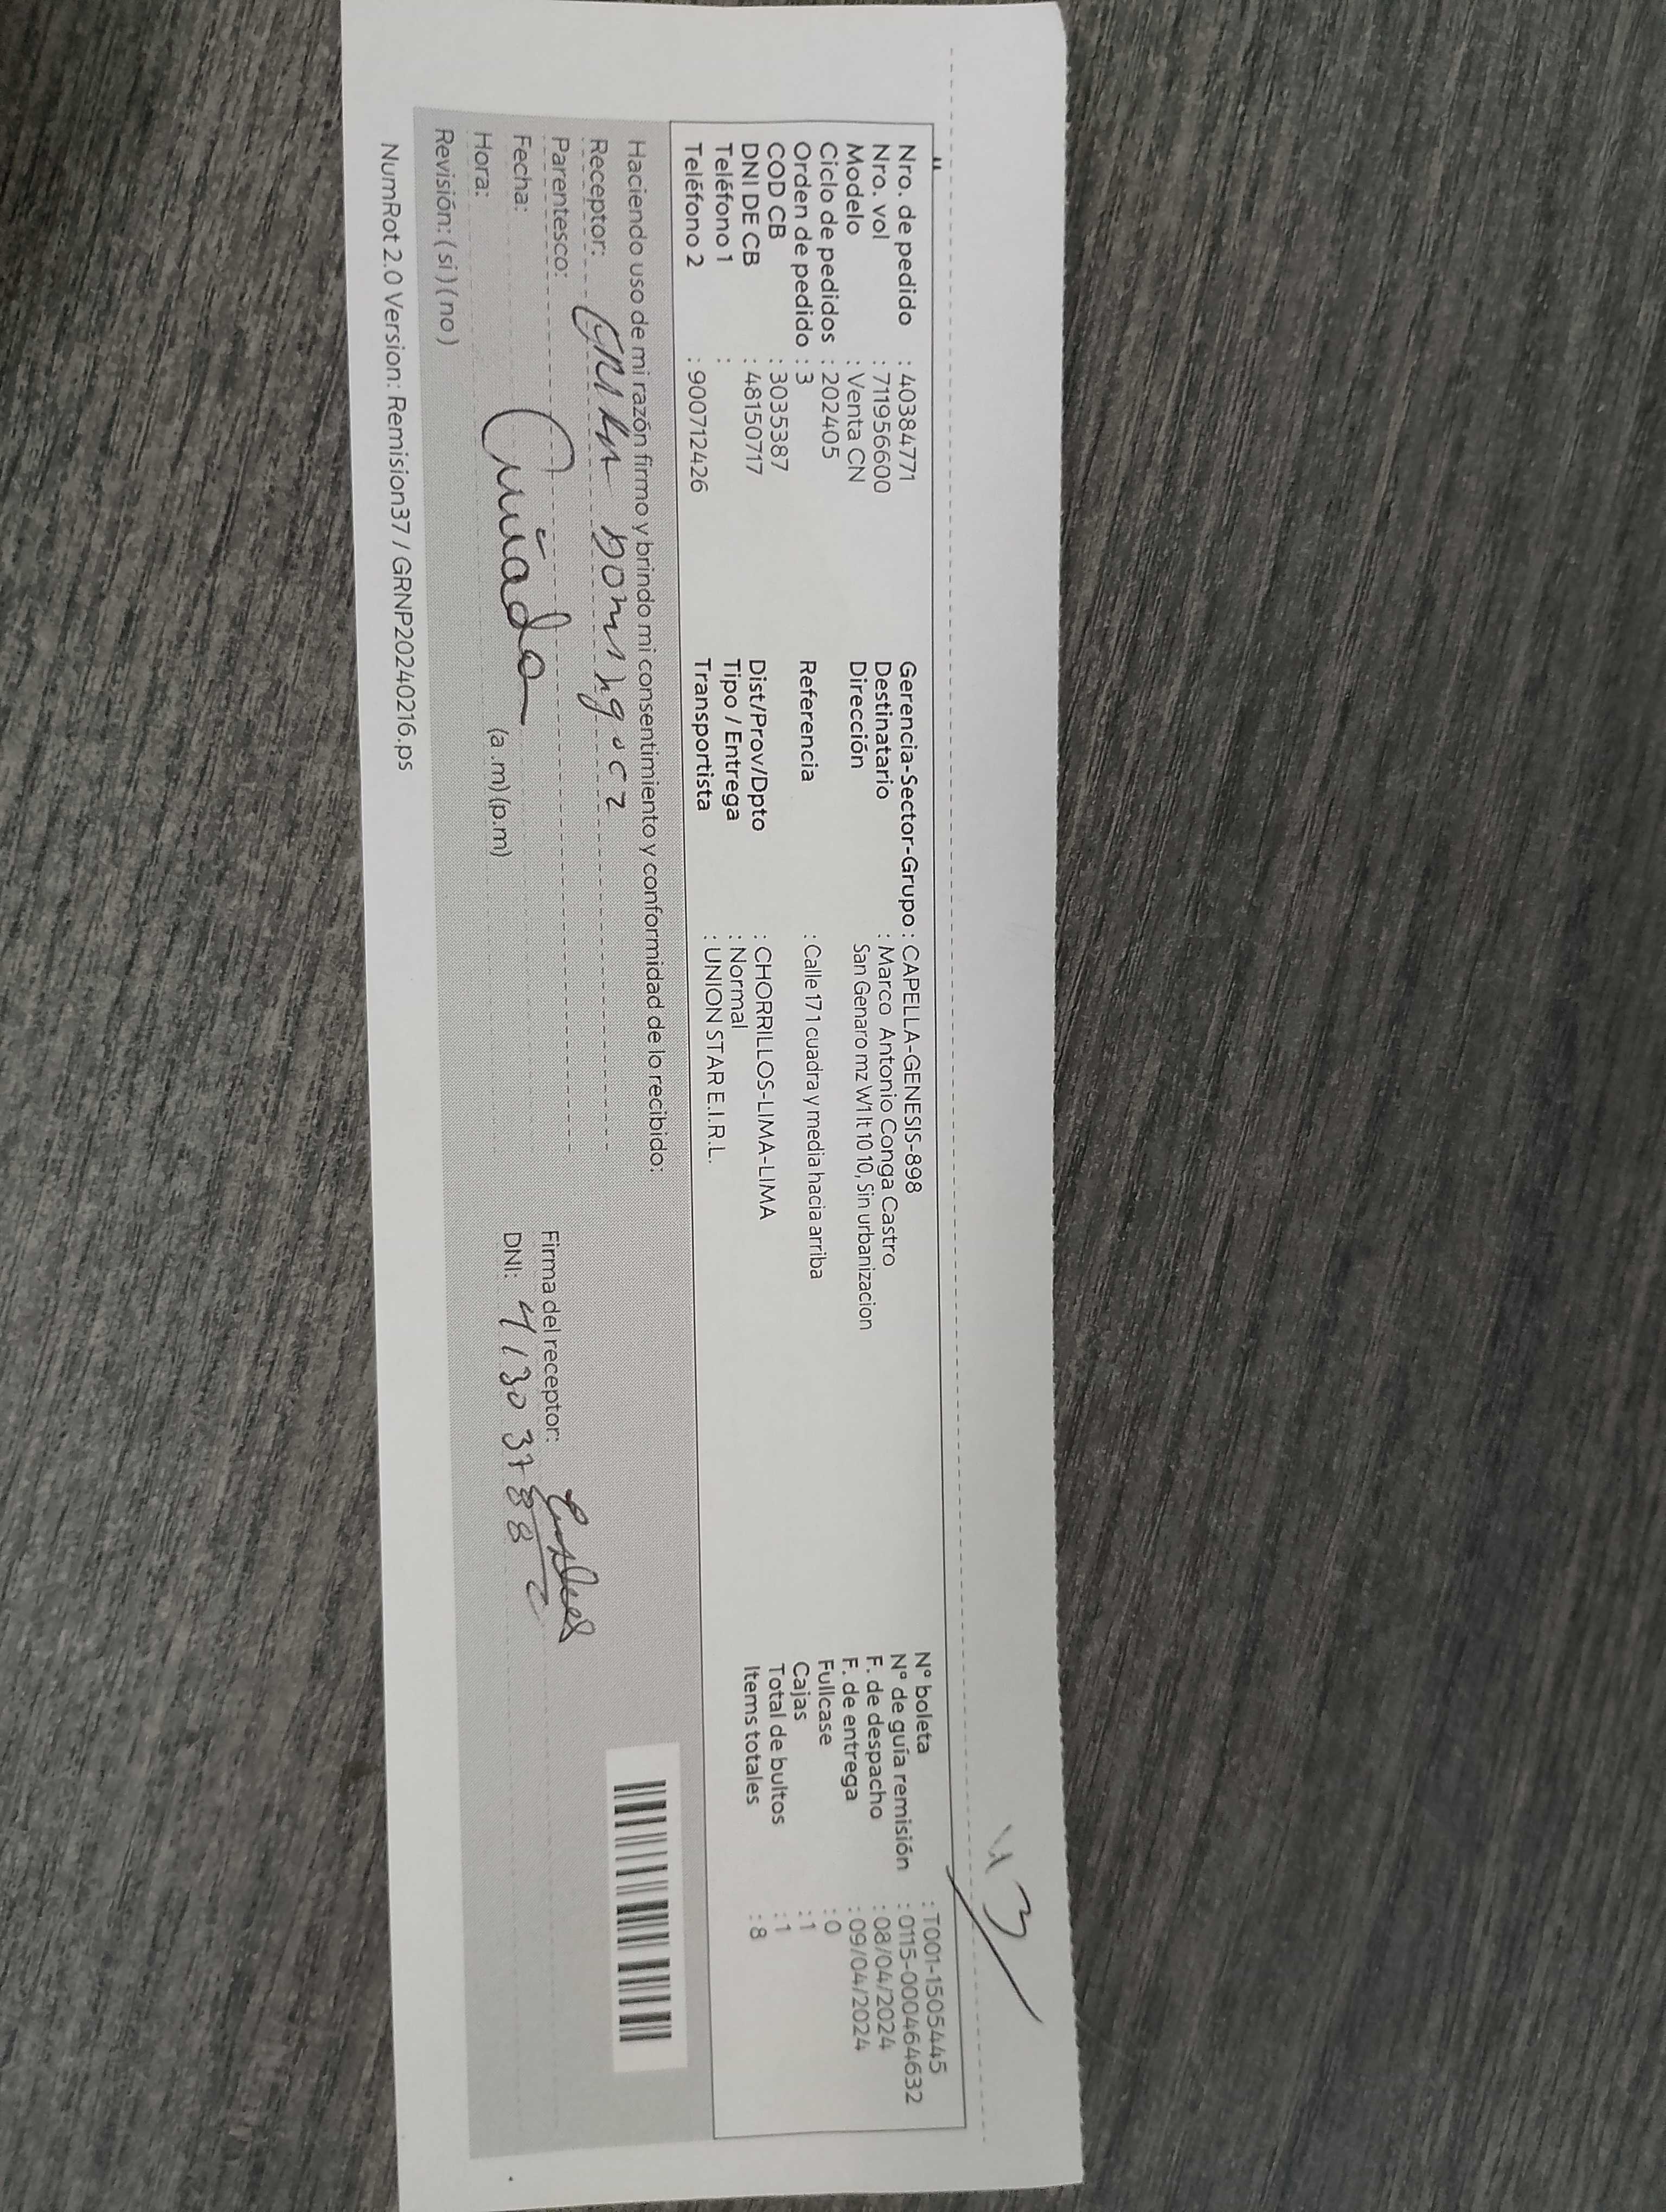 Nro. de pedido : 40384771
Nro. vol : 711956600
Modelo : Venta CN
Ciclo de pedidos : 202405
Orden de pedido : 3
COD CB : 3035387
DNI DE CB : 48150717
Teléfono 1 :
Teléfono 2 : 900712426
Gerencia-Sector-Grupo : CAPELLA-GENESIS-898
Destinatario : Marco Antonio Conga Castro
Dirección San Genaro mz W1 lt 10 10, Sin urbanizacion
Referencia : Calle 17 1 cuadra y media hacia arriba
Dist/Prov/Dpto : CHORRILLOS-LIMA-LIMA
Tipo / Entrega : Normal
Transportista : UNION STAR E.I.R.L.
N° boleta : T001-1505445
N° de guía remisión : 0115-000464632
F. de despacho : 08/04/2024
F. de entrega : 09/04/2024
Fullcase : 0
Cajas : 1
Total de bultos : 1
Items totales : 8
Haciendo uso de mi razón firmo y brindo mi consentimiento y conformidad de lo recibido:
Receptor:
Parentesco: Cuñado
Fecha:
Hora: (a .m) (p.m)
Revisión: ( si ) ( no )
Firma del receptor:
DNI: 41303788
NumRot 2.0 Version: Remision37 / GRNP20240216.ps